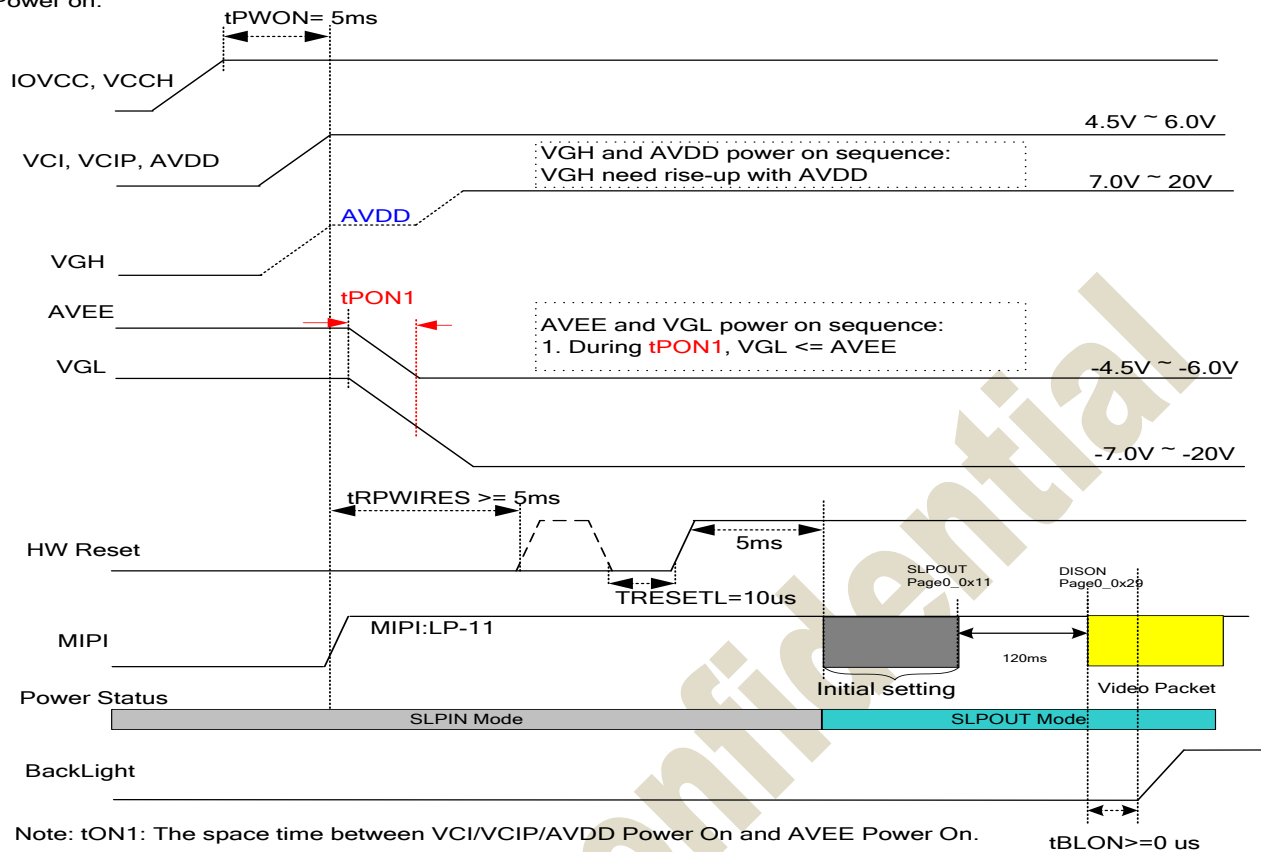 Power on:
tPWON= 5ms
IOVCC, VCCH
4.5V ~ 6.0V
VCI, VCIP, AVDD
VGH and AVDD power on sequence:
VGH need rise-up with AVDD
7.0V ~ 20V
AVDD
VGH
tPON1
AVEE
AVEE and VGL power on sequence:
1. During tPON1, VGL <= AVEE
VGL
-4.5V ~ -6.0V
-7.0V ~ -20V
tRPWIRES >= 5ms
5ms
HW Reset
SLPOUT
Page0_0x11
DISON
Page0_0x29
TRESETL=10us
MIPI:LP-11
MIPI
120ms
Initial setting
Video Packet
Power Status
SLPIN Mode
SLPOUT Mode
BackLight
Note: tON1: The space time between VCI/VCIP/AVDD Power On and AVEE Power On.
tBLON>=0 us